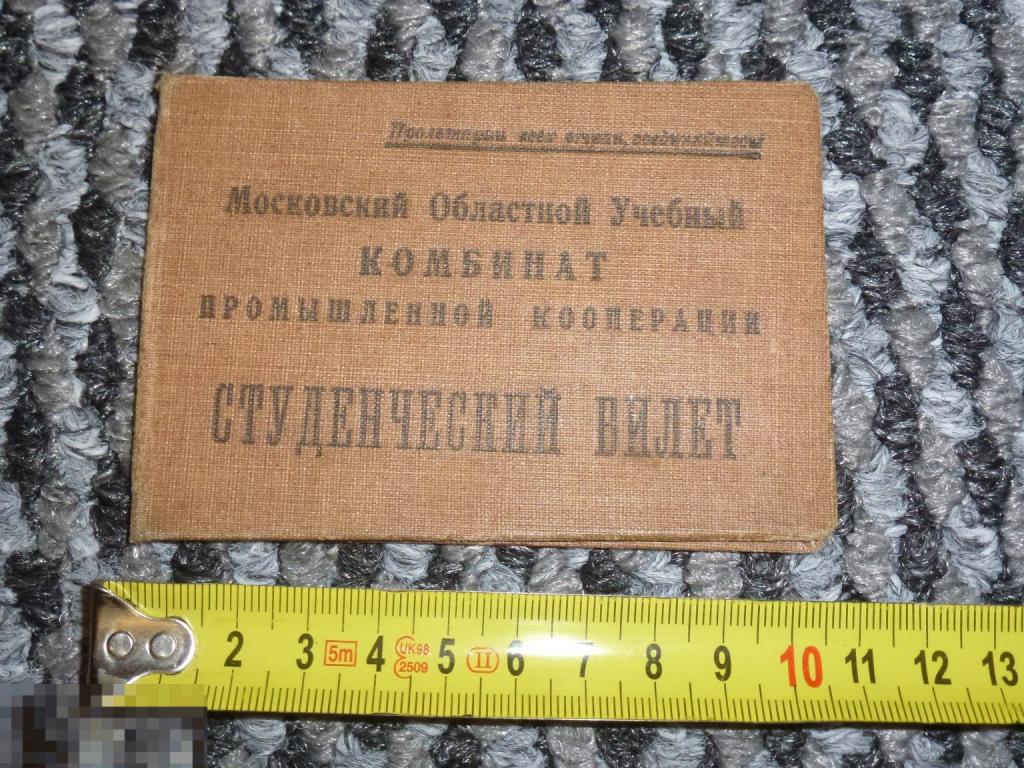 Пролетарии всех стран, соединяйтесь!
Московский Областной Учебный
КОМБИНАТ
ПРОМЫШЛЕННОЙ КООПЕРАЦИИ
СТУДЕНЧЕСКИЙ БИЛЕТ
2 3 5m 4 UK98 2509 5 II 6 7 8 9 10 11 12 13